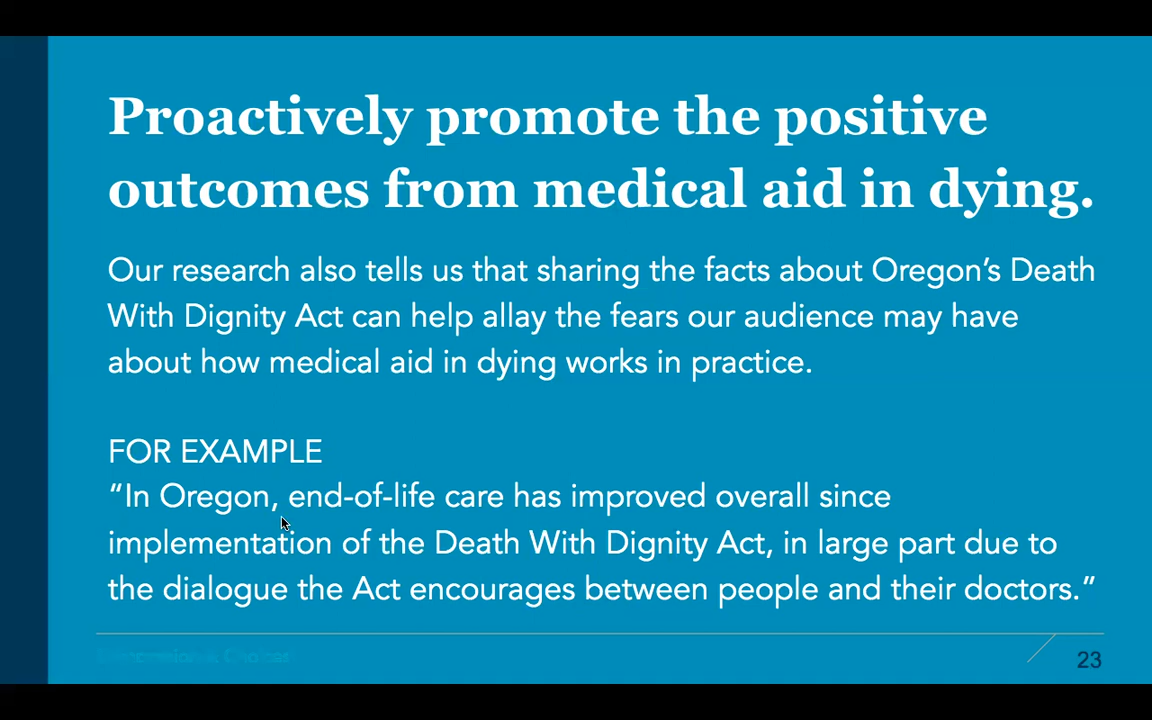 Proactively promote the positive
outcomes from medical aid in dying.
Our research also tells us that sharing the facts about Oregon’s Death
With Dignity Act can help allay the fears our audience may have
about how medical aid in dying works in practice.
FOR EXAMPLE
“In Oregon, end-of-life care has improved overall since
implementation of the Death With Dignity Act, in large part due to
the dialogue the Act encourages between people and their doctors.”
Choices
23